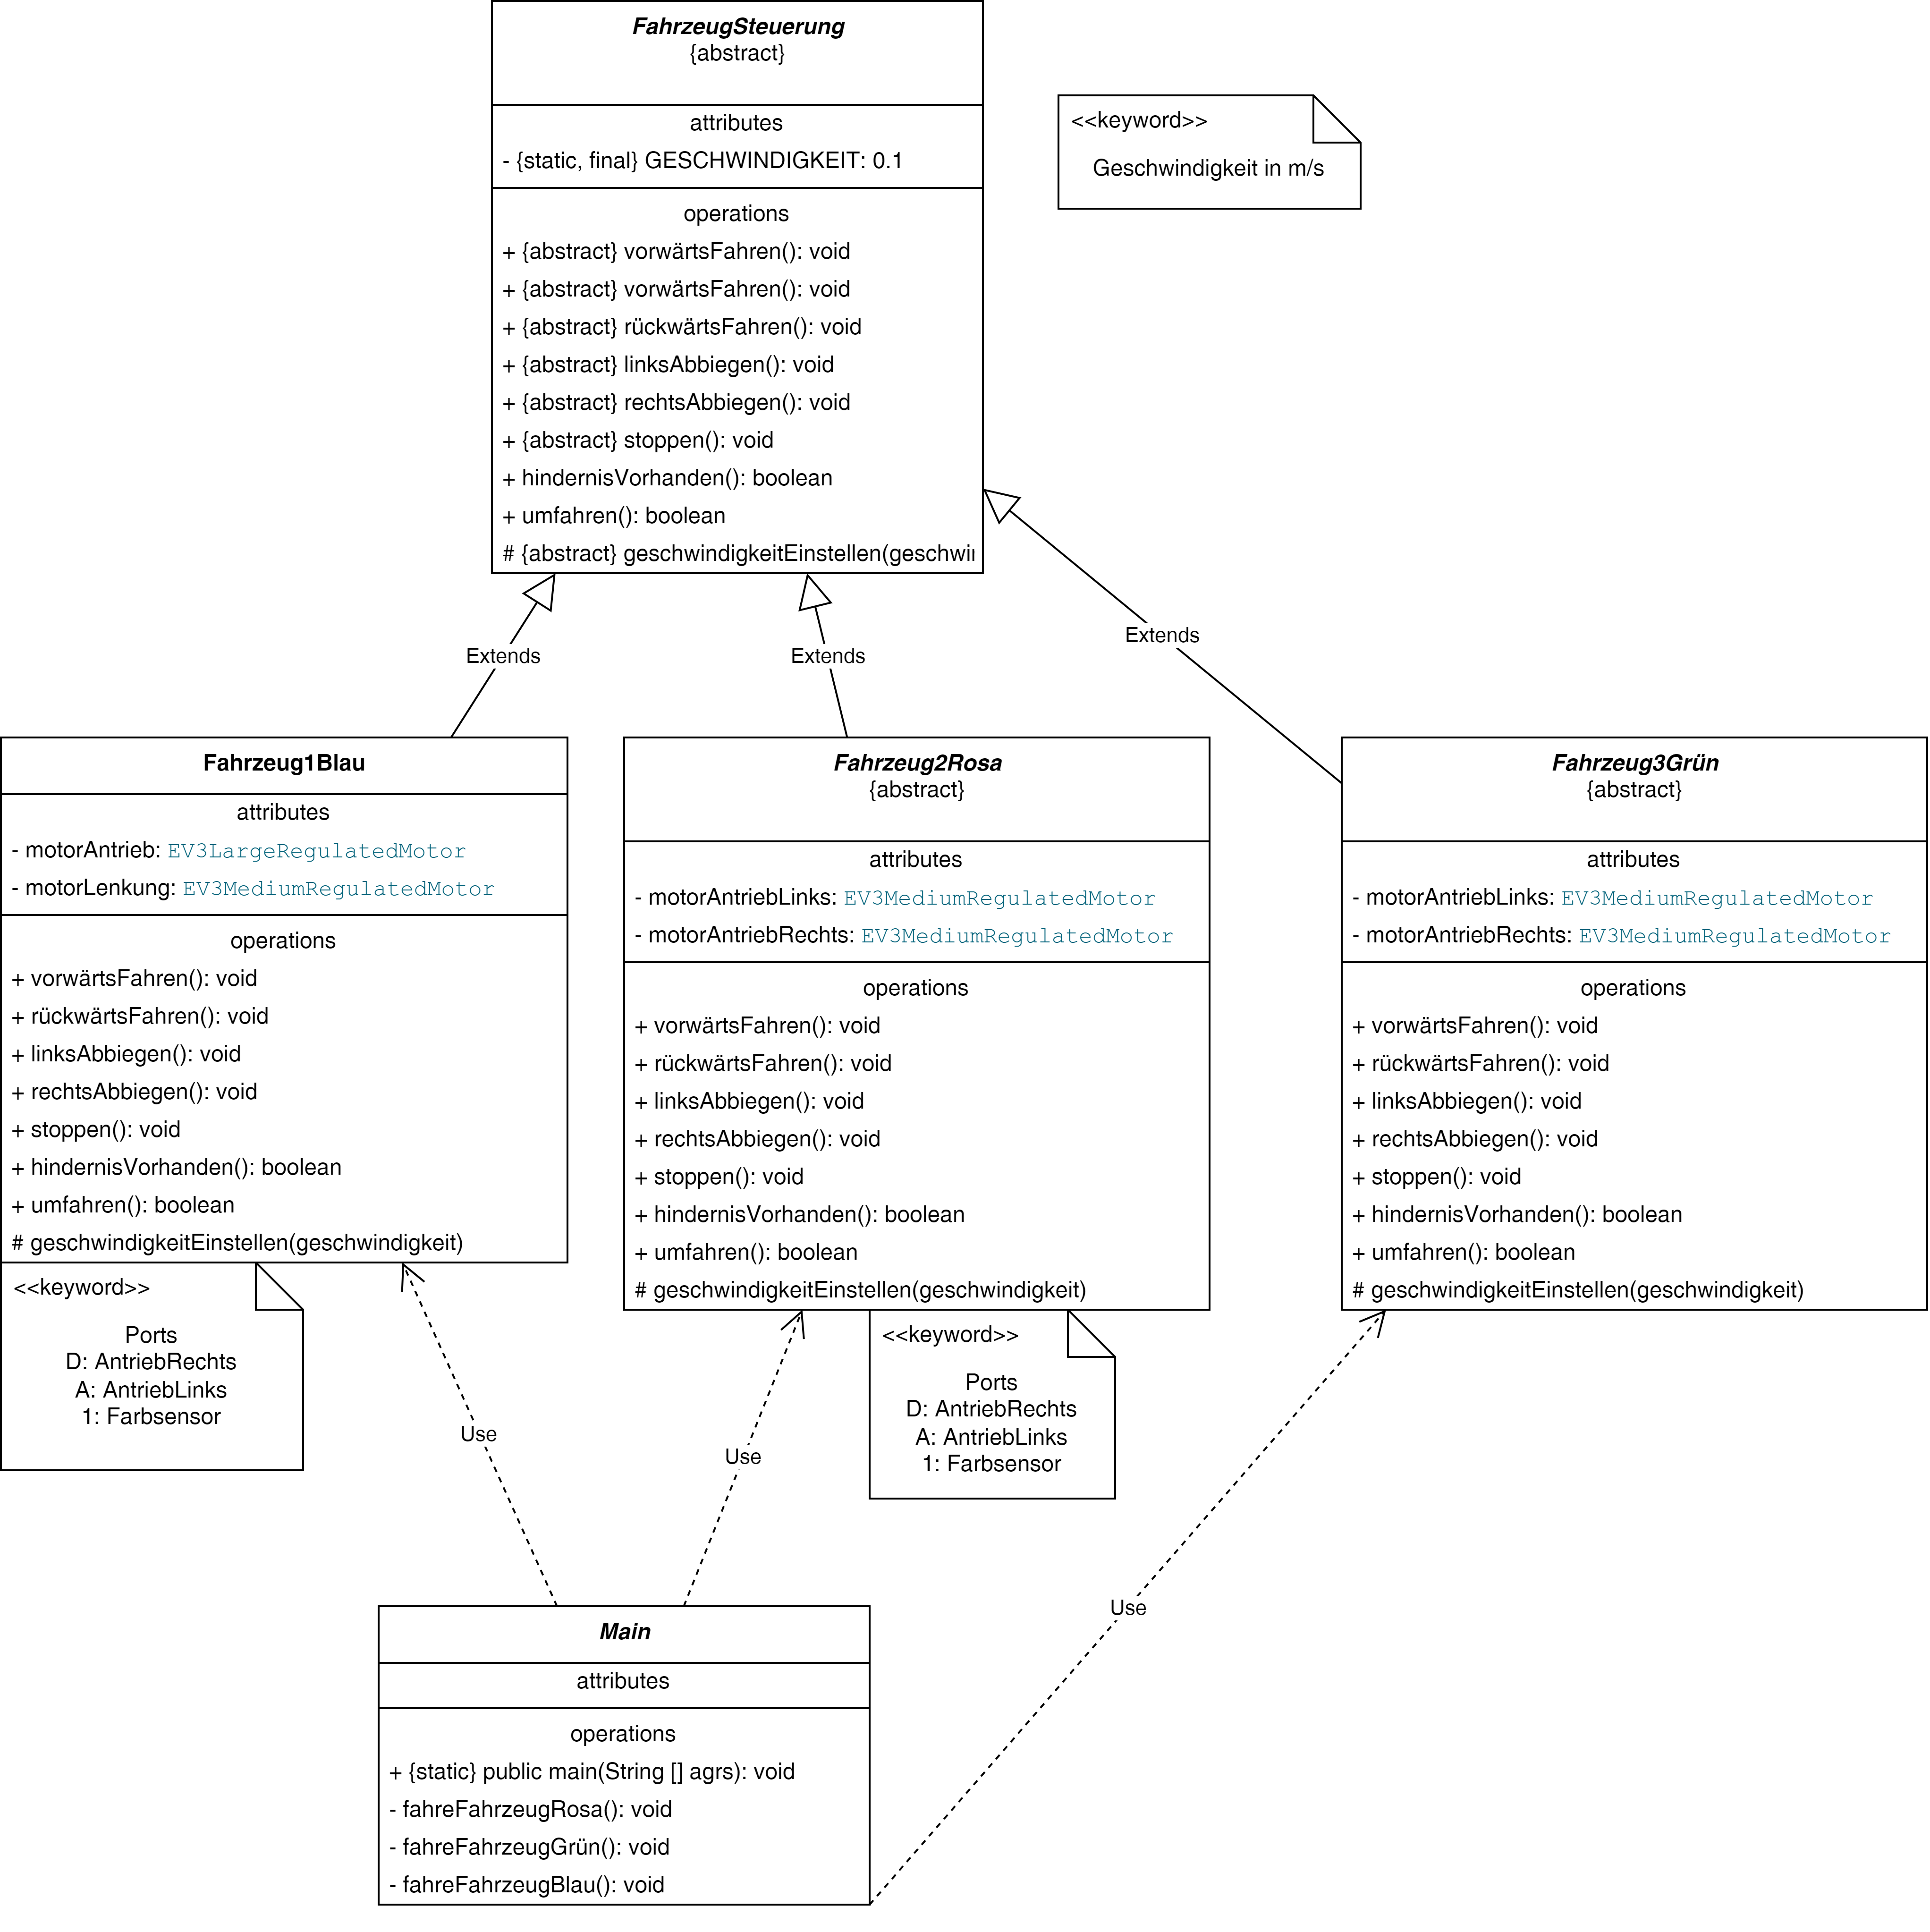 FahrzeugSteuerung
{abstract}
attributes
- {static, final} GESCHWINDIGKEIT: 0.1
operations
+ {abstract} vorwärtsFahren(): void
+ {abstract} vorwärtsFahren(): void
+ {abstract} rückwärtsFahren(): void
+ {abstract} linksAbbiegen(): void
+ {abstract} rechtsAbbiegen(): void
+ {abstract} stoppen(): void
+ hindernisVorhanden(): boolean
+ umfahren(): boolean
# {abstract} geschwindigkeitEinstellen(
<<keyword>>
Geschwindigkeit in m/s
Extends
Extends
Extends
Fahrzeug1Blau
attributes
- motorAntrieb: EV3LargeRegulatedMotor
- motorLenkung: EV3MediumRegulatedMotor
operations
+ vorwärtsFahren(): void
+ rückwärtsFahren(): void
+ linksAbbiegen(): void
+ rechtsAbbiegen(): void
+ stoppen(): void
+ hindernisVorhanden(): boolean
+ umfahren(): boolean
# geschwindigkeitEinstellen(geschwindigkeit)
<<keyword>>
Ports
D: AntriebRechts
A: AntriebLinks
1: Farbsensor
Fahrzeug2Rosa
{abstract}
attributes
- motorAntriebLinks: EV3MediumRegulatedMotor
- motorAntriebRechts: EV3MediumRegulatedMotor
operations
+ vorwärtsFahren(): void
+ rückwärtsFahren(): void
+ linksAbbiegen(): void
+ rechtsAbbiegen(): void
+ stoppen(): void
+ hindernisVorhanden(): boolean
+ umfahren(): boolean
# geschwindigkeitEinstellen(geschwindigkeit)
<<keyword>>
Ports
D: AntriebRechts
A: AntriebLinks
1: Farbsensor
Fahrzeug3Grün
{abstract}
attributes
- motorAntriebLinks: EV3MediumRegulatedMotor
- motorAntriebRechts: EV3MediumRegulatedMotor
operations
+ vorwärtsFahren(): void
+ rückwärtsFahren(): void
+ linksAbbiegen(): void
+ rechtsAbbiegen(): void
+ stoppen(): void
+ hindernisVorhanden(): boolean
+ umfahren(): boolean
# geschwindigkeitEinstellen(geschwindigkeit)
Use
Use
Use
Main
attributes
operations
+ {static} public main(String [] agrs): void
- fahreFahrzeugRosa(): void
- fahreFahrzeugGrün(): void
- fahreFahrzeugBlau(): void